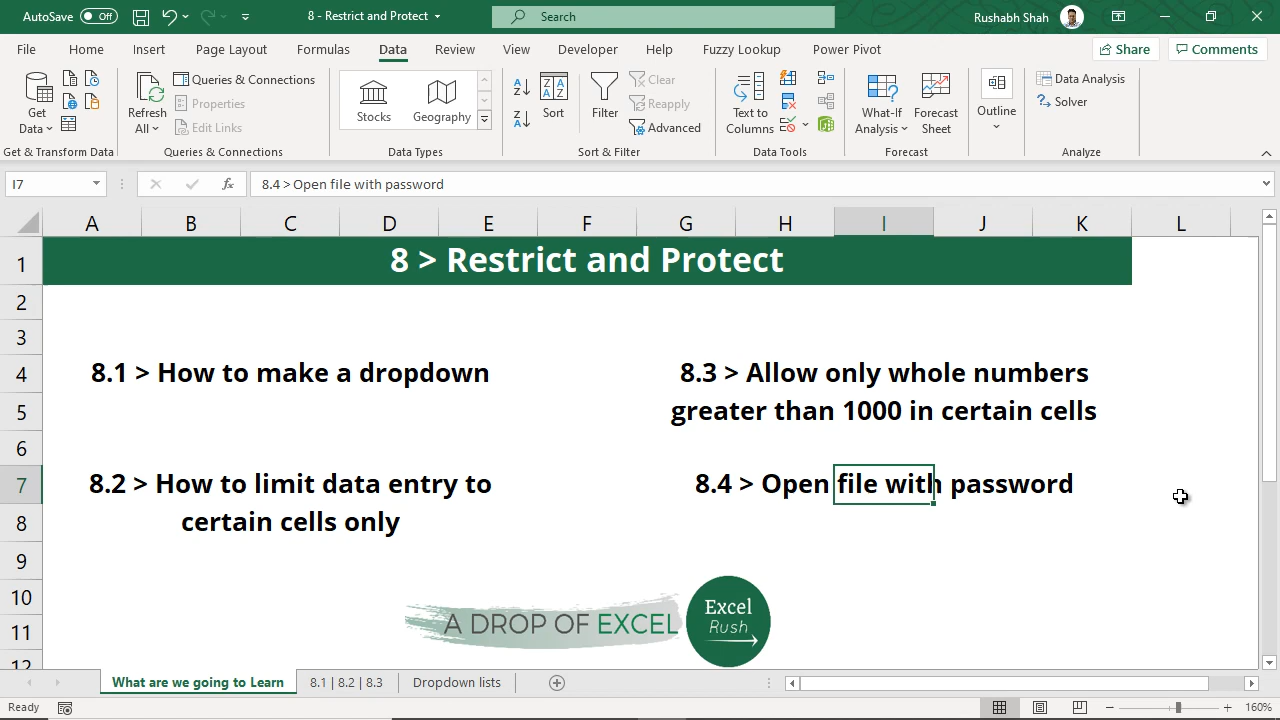 AutoSave Off
8 - Restrict and Protect
Search
Rushabh Shah
File Home Insert Page Layout Formulas Data Review View Developer Help Fuzzy Lookup Power Pivot
Share Comments
Get Data
Get & Transform Data
Refresh All
Queries & Connections
Properties
Edit Links
Queries & Connections
Stocks Geography
Data Types
Sort
Filter
Clear
Reapply
Advanced
Sort & Filter
Text to Columns
Data Tools
What-If Analysis
Forecast Sheet
Forecast
Outline
Data Analysis
Solver
Analyze
I7
fx
8.4 > Open file with password
A B C D E F G H I J K L
1
2
3
4
5
6
7
8
9
10
11
12
8 > Restrict and Protect
8.1 > How to make a dropdown
8.3 > Allow only whole numbers
greater than 1000 in certain cells
8.2 > How to limit data entry to
certain cells only
8.4 > Open file with password
A DROP OF EXCEL
Excel
Rush
What are we going to Learn 8.1 | 8.2 | 8.3 Dropdown lists
Ready
160%